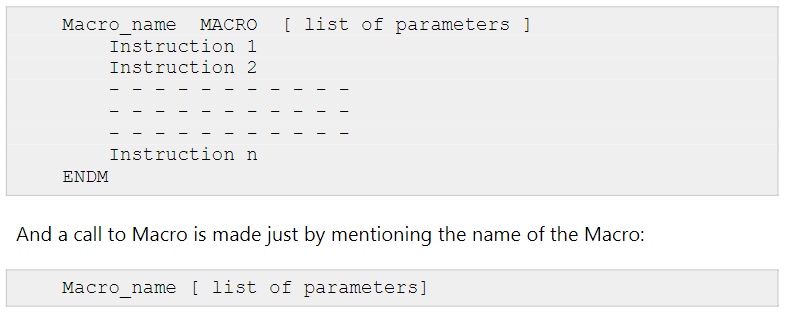 Macro_name  MACRO  [ list of parameters ]
    Instruction 1
    Instruction 2
    - - - - - - - - - - -
    - - - - - - - - - - -
    - - - - - - - - - - -
    Instruction n
ENDM
And a call to Macro is made just by mentioning the name of the Macro:
Macro_name [ list of parameters]